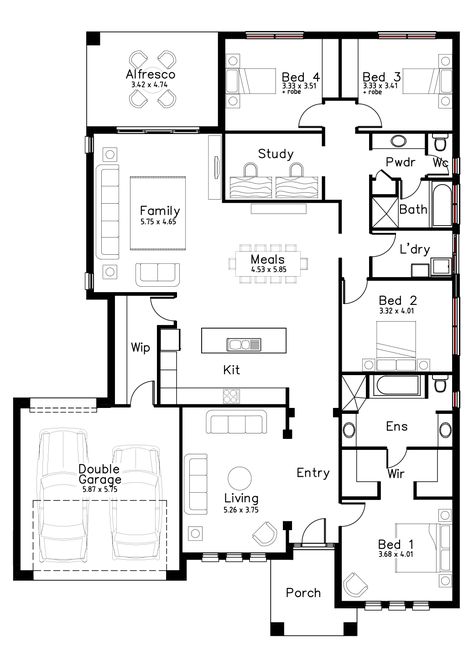 Alfresco
3.42 x 4.74
Bed 4
3.33 x 3.51
+ robe
Bed 3
3.33 x 3.41
+ robe
Study
Pwdr
Wc
Bath
Family
5.75 x 4.65
L'dry
Meals
4.53 x 5.85
Bed 2
3.32 x 4.01
Wip
Kit
Ens
Double
Garage
5.87 x 5.75
Living
5.26 x 3.75
Entry
Wir
Bed 1
3.68 x 4.01
Porch